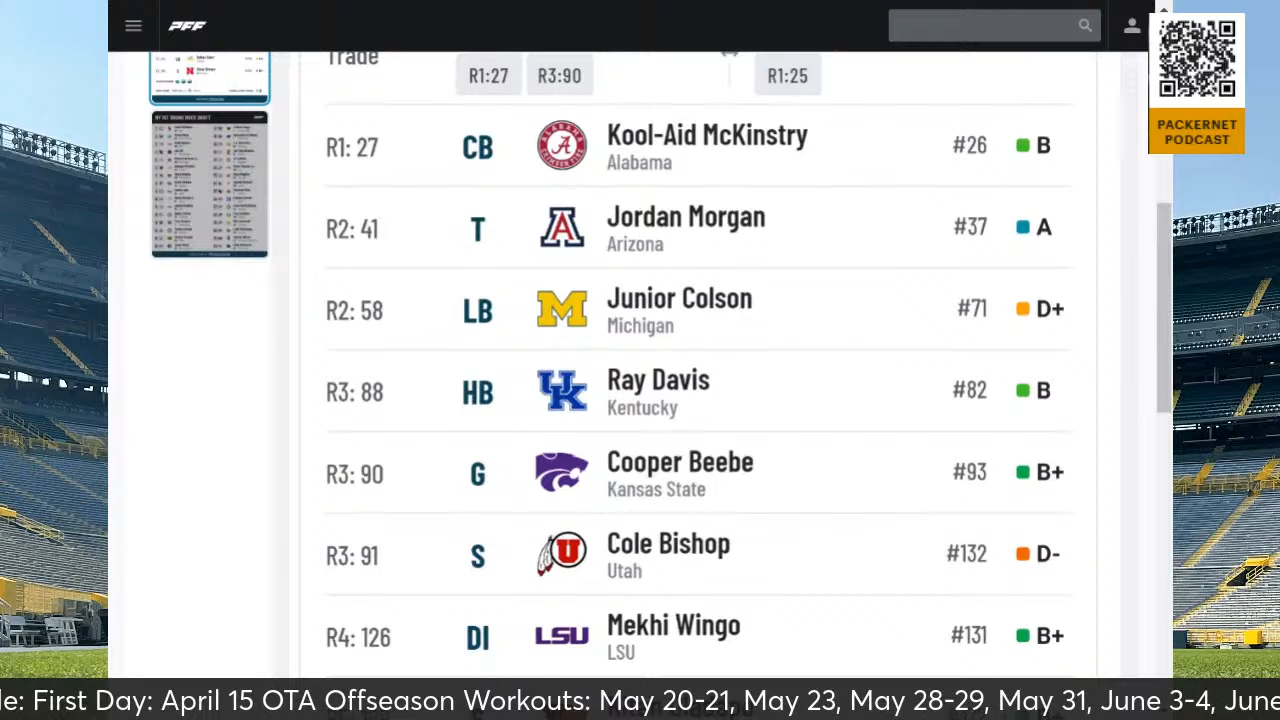 PFF
Trade
R1:27 R3:90 R1:25
R1: 27 CB Kool-Aid McKinstry #26 B
Alabama
R2: 41 T Jordan Morgan #37 A
Arizona
R2: 58 LB Junior Colson #71 D+
Michigan
R3: 88 HB Ray Davis #82 B
Kentucky
R3: 90 G Cooper Beebe #93 B+
Kansas State
R3: 91 S Cole Bishop #132 D-
Utah
R4: 126 DI LSU Mekhi Wingo #131 B+
LSU
PACKERNET
PODCAST
le: First Day: April 15 OTA Offseason Workouts: May 20-21, May 23, May 28-29, May 31, June 3-4, June